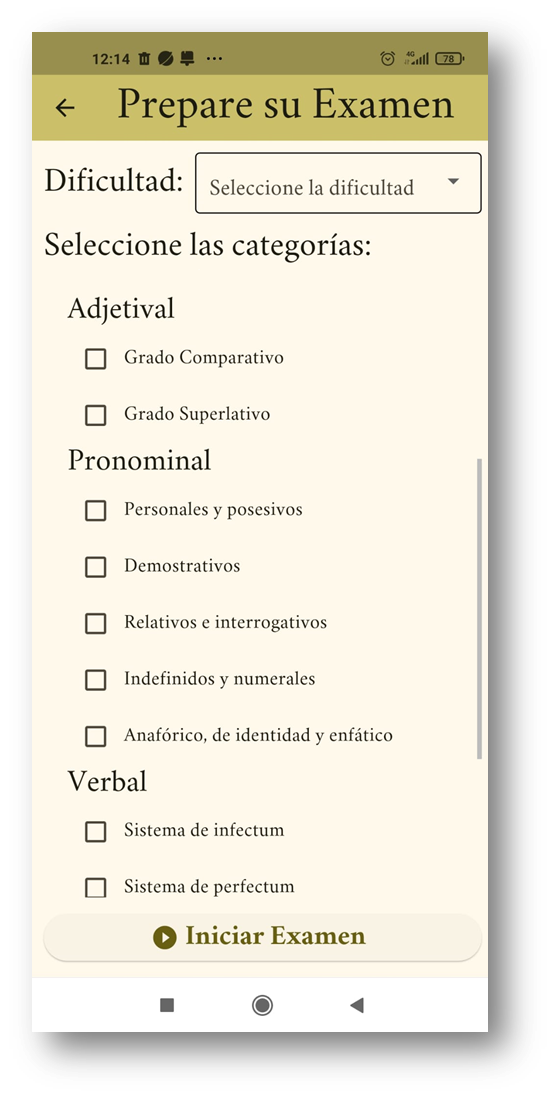 12:14
4G
78
Prepare su Examen
Dificultad:
Seleccione la dificultad
Seleccione las categorías:
Adjetival
Grado Comparativo
Grado Superlativo
Pronominal
Personales y posesivos
Demostrativos
Relativos e interrogativos
Indefinidos y numerales
Anafórico, de identidad y enfático
Verbal
Sistema de infectum
Sistema de perfectum
Iniciar Examen